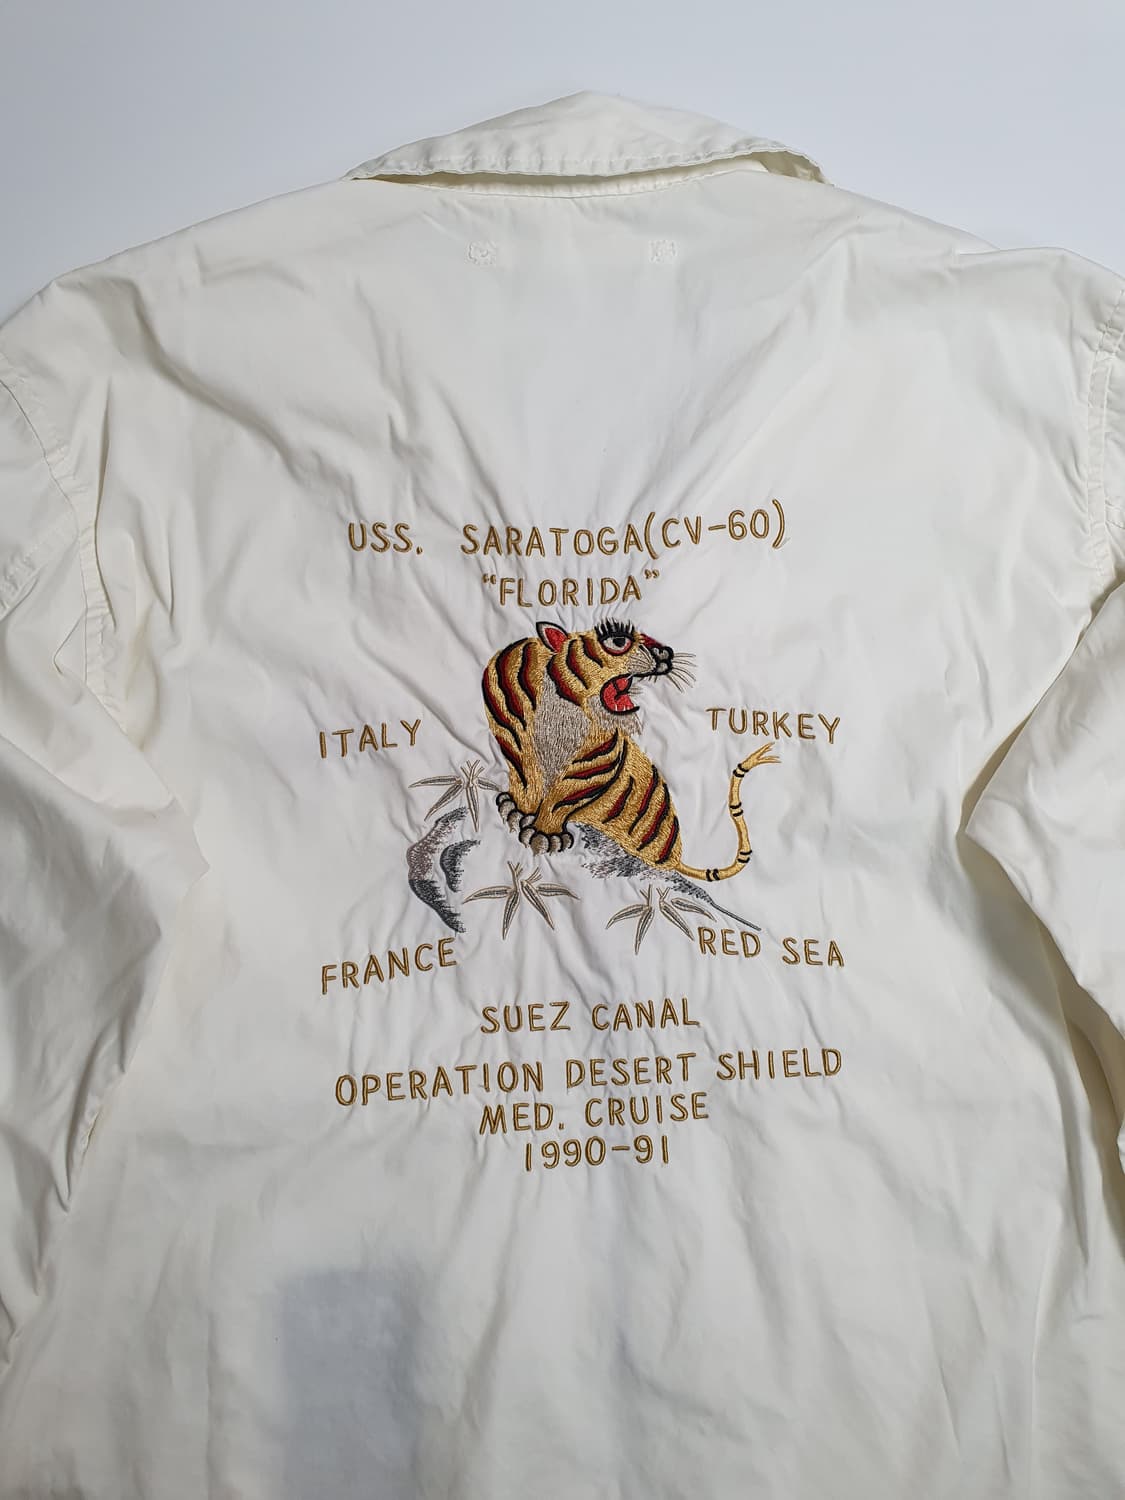 USS. SARATOGA(CV-60)
"FLORIDA"
ITALY
TURKEY
FRANCE
RED SEA
SUEZ CANAL
OPERATION DESERT SHIELD
MED. CRUISE
1990-91